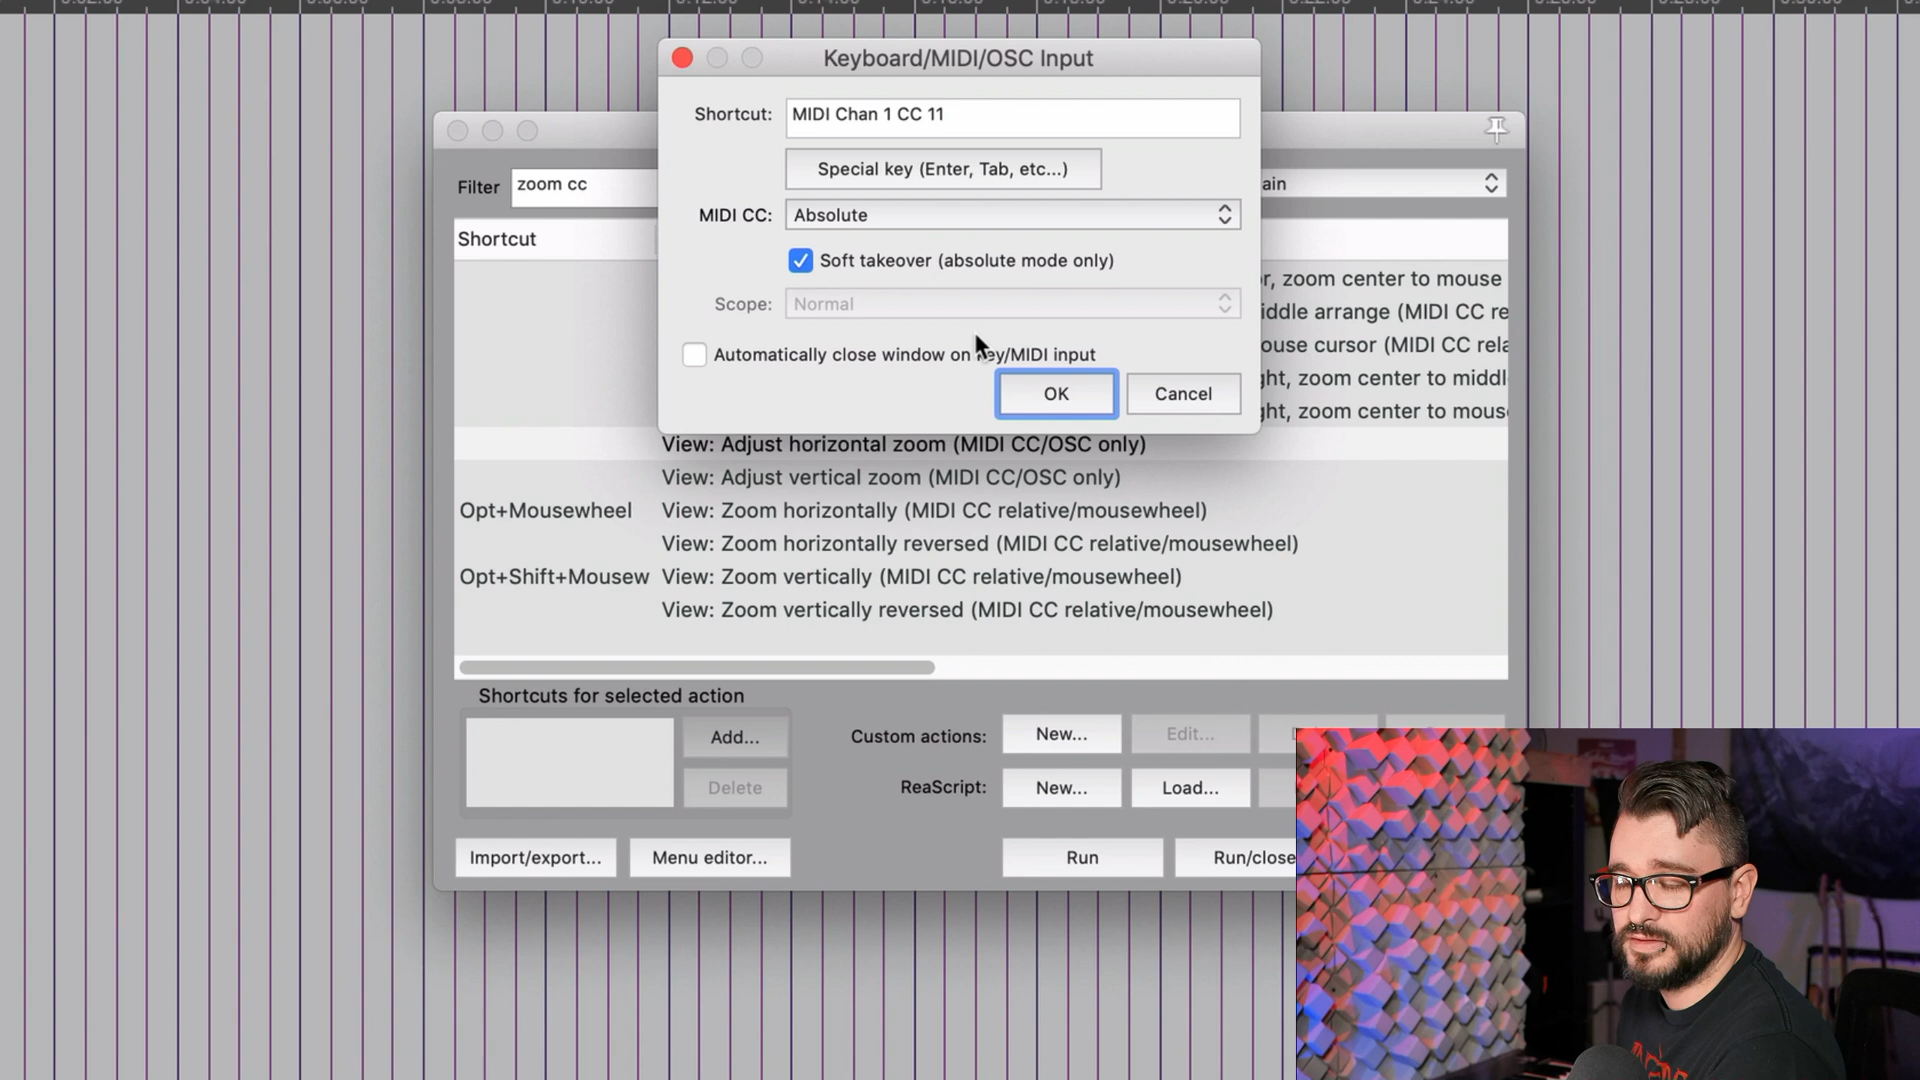 Keyboard/MIDI/OSC Input
Shortcut: MIDI Chan 1 CC 11
Special key (Enter, Tab, etc...)
MIDI CC: Absolute
Soft takeover (absolute mode only)
Scope: Normal
Automatically close window on key/MIDI input
OK Cancel
Filter zoom cc ain
Shortcut
r, zoom center to mouse
iddle arrange (MIDI CC re
ouse cursor (MIDI CC rela
ght, zoom center to middl
ght, zoom center to mous
View: Adjust horizontal zoom (MIDI CC/OSC only)
View: Adjust vertical zoom (MIDI CC/OSC only)
Opt+Mousewheel View: Zoom horizontally (MIDI CC relative/mousewheel)
View: Zoom horizontally reversed (MIDI CC relative/mousewheel)
Opt+Shift+Mousew View: Zoom vertically (MIDI CC relative/mousewheel)
View: Zoom vertically reversed (MIDI CC relative/mousewheel)
Shortcuts for selected action
Add... Custom actions: New... Edit...
Delete ReaScript: New... Load...
Import/export... Menu editor... Run Run/close